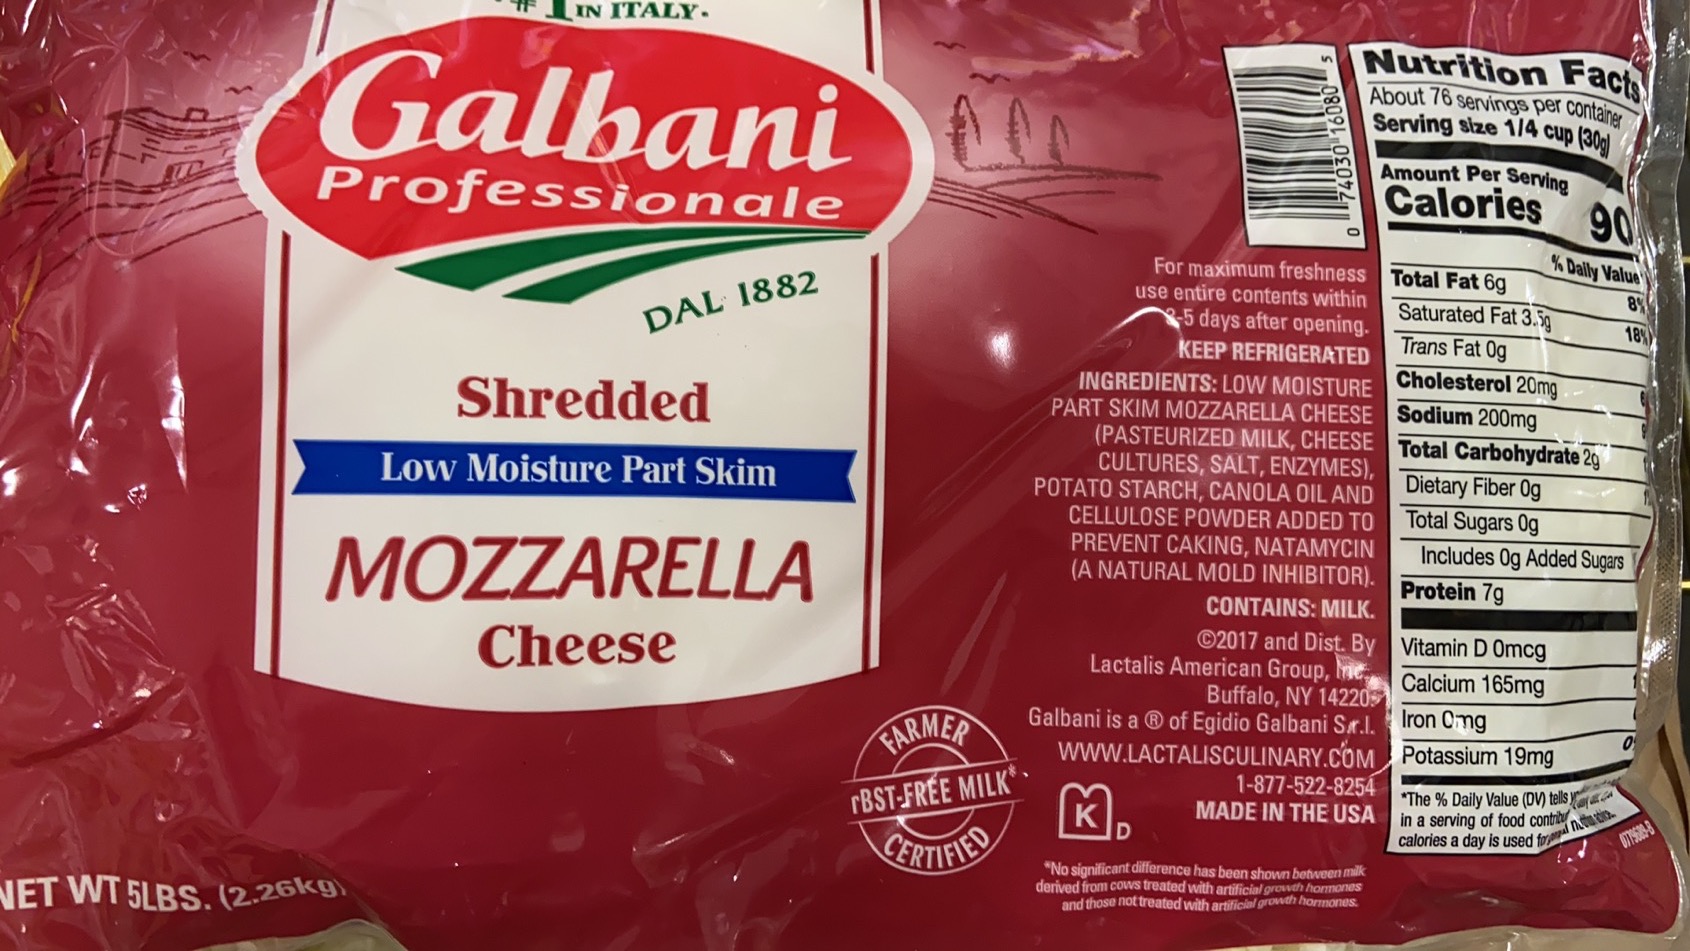 #1 IN ITALY.
Galbani
Professionale
DAL 1882
Shredded
Low Moisture Part Skim
MOZZARELLA
Cheese
NET WT 5LBS. (2.26kg)
FARMER
rBST-FREE MILK*
CERTIFIED
0 74030 16080 5
For maximum freshness
use entire contents within
3-5 days after opening.
KEEP REFRIGERATED
INGREDIENTS: LOW MOISTURE
PART SKIM MOZZARELLA CHEESE
(PASTEURIZED MILK, CHEESE
CULTURES, SALT, ENZYMES),
POTATO STARCH, CANOLA OIL AND
CELLULOSE POWDER ADDED TO
PREVENT CAKING, NATAMYCIN
(A NATURAL MOLD INHIBITOR).
CONTAINS: MILK.
©2017 and Dist. By
Lactalis American Group, Inc.
Buffalo, NY 14220
Galbani is a ® of Egidio Galbani S.r.l.
WWW.LACTALISCULINARY.COM
1-877-522-8254
MADE IN THE USA
K D
*No significant difference has been shown between milk
derived from cows treated with artificial growth hormones
and those not treated with artificial growth hormones.
Nutrition Facts
About 76 servings per container
Serving size 1/4 cup (30g)
Amount Per Serving
Calories 90
% Daily Value
Total Fat 6g 8%
Saturated Fat 3.5g 18%
Trans Fat 0g
Cholesterol 20mg
Sodium 200mg
Total Carbohydrate 2g
Dietary Fiber 0g
Total Sugars 0g
Includes 0g Added Sugars
Protein 7g
Vitamin D 0mcg
Calcium 165mg
Iron 0mg
Potassium 19mg 0
*The % Daily Value (DV) tells
in a serving of food
calories a day is used for